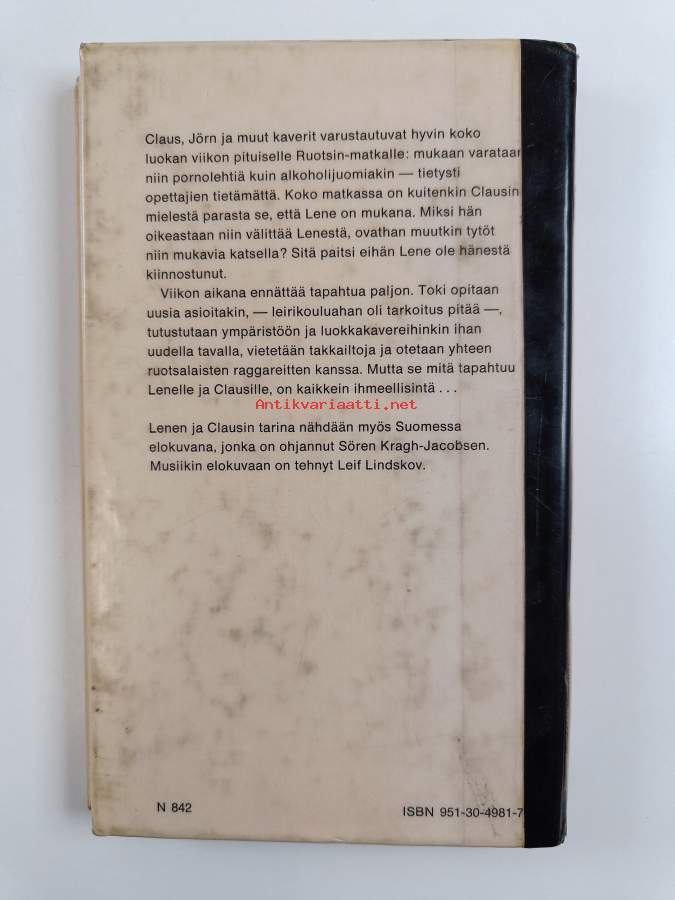 Claus, Jörn ja muut kaverit varustautuvat hyvin koko
luokan viikon pituiselle Ruotsin-matkalle: mukaan varataan
niin pornolehtiä kuin alkoholijuomiakin — tietysti
opettajien tietämättä. Koko matkassa on kuitenkin Clausin
mielestä parasta se, että Lene on mukana. Miksi hän
oikeastaan niin välittää Lenestä, ovathan muutkin tytöt
niin mukavia katsella? Sitä paitsi eihän Lene ole hänestä
kiinnostunut.
Viikon aikana ennättää tapahtua paljon. Toki opitaan
uusia asioitakin, — leirikouluahan oli tarkoitus pitää —,
tutustutaan ympäristöön ja luokkakavereihinkin ihan
uudella tavalla, vietetään takkailtoja ja otetaan yhteen
ruotsalaisten raggareitten kanssa. Mutta se mitä tapahtuu
Lenelle ja Clausille, on kaikkein ihmeellisintä . . .
Antikvariaatti.net
Lenen ja Clausin tarina nähdään myös Suomessa
elokuvana, jonka on ohjannut Sören Kragh-Jacobsen.
Musiikin elokuvaan on tehnyt Leif Lindskov.
N 842
ISBN 951-30-4981-7